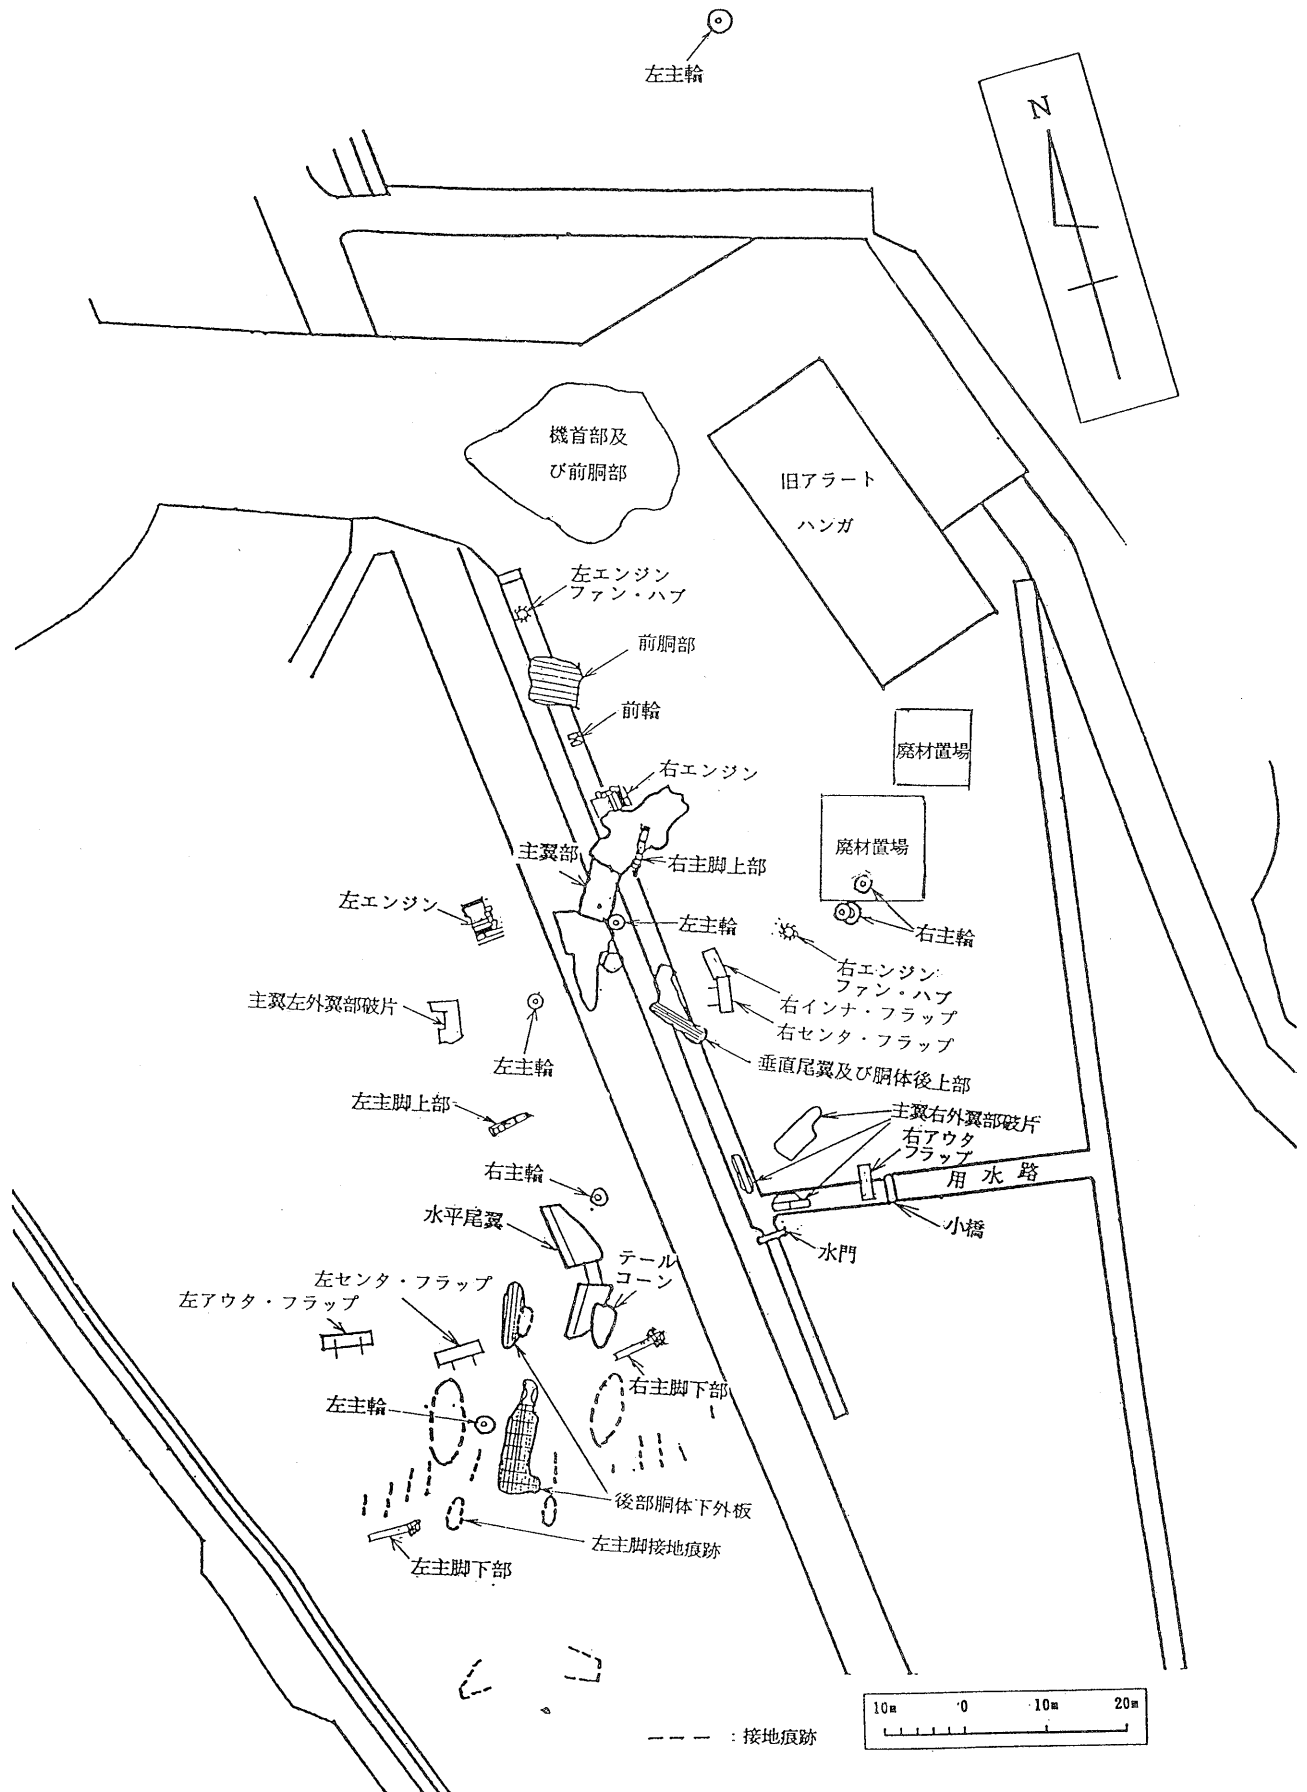 左主輪
N
機首部及
び前胴部
旧アラート
ハンガ
左エンジン
ファン・ハブ
前胴部
前輪
廃材置場
右エンジン
主翼部
右主脚上部
廃材置場
左エンジン
左主輪
右主輪
右エンジン
ファン・ハブ
主翼左外翼部破片
右インナ・フラップ
右センタ・フラップ
左主輪
垂直尾翼及び胴体後上部
左主脚上部
主翼右外翼部破片
右アウタ
フラップ
右主輪
用水路
水平尾翼
小橋
水門
テール
コーン
左センタ・フラップ
左アウタ・フラップ
右主脚下部
左主輪
後部胴体下外板
左主脚接地痕跡
左主脚下部
10m 0 10m 20m
--- : 接地痕跡